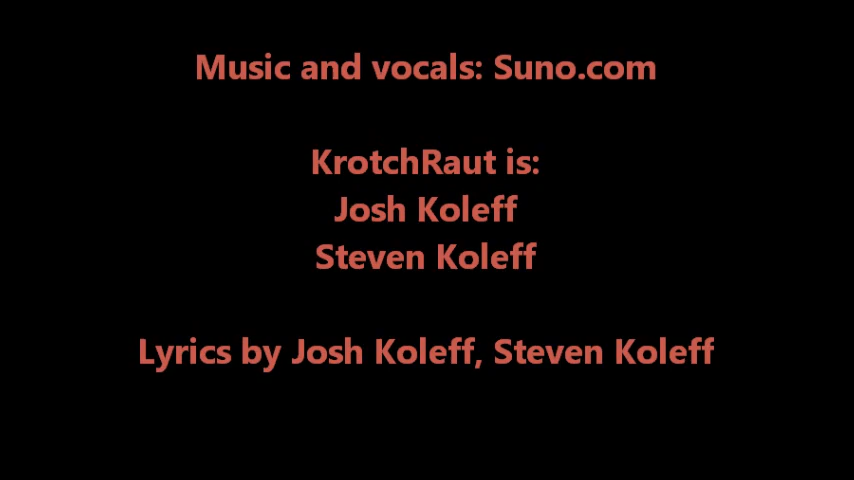 Music and vocals: Suno.com
KrotchRaut is:
Josh Koleff
Steven Koleff
Lyrics by Josh Koleff, Steven Koleff